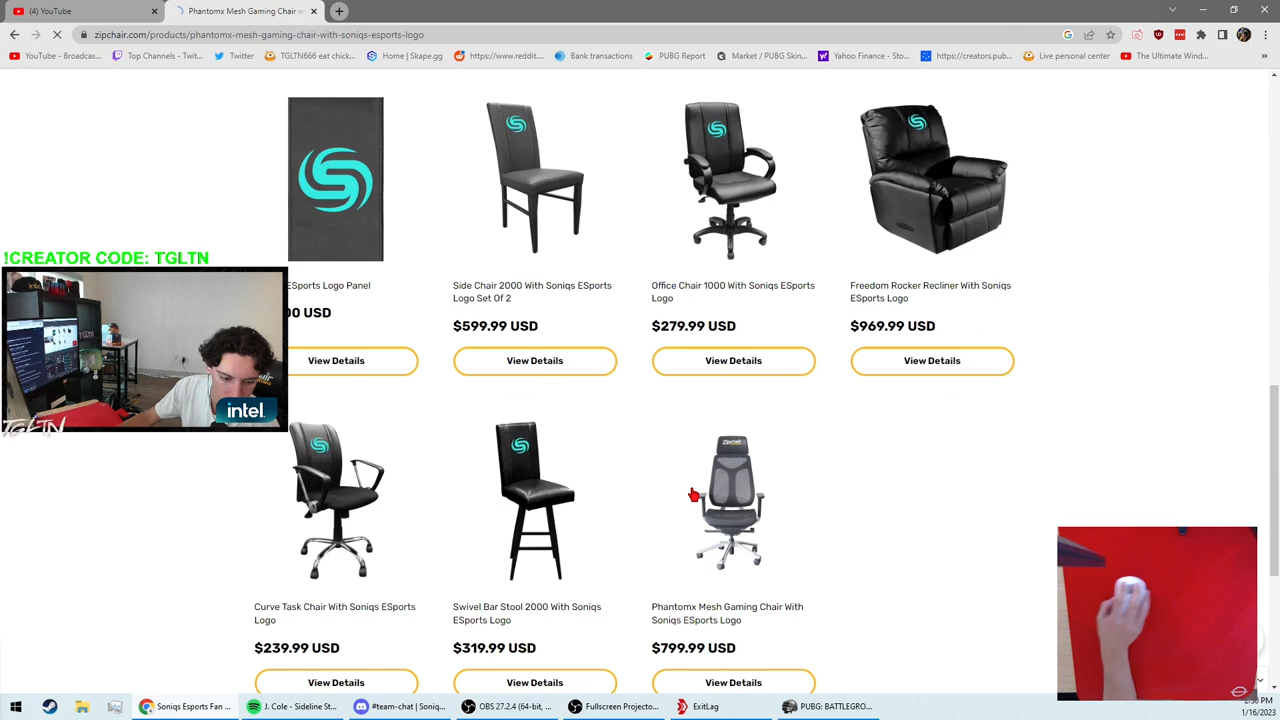 (4) YouTube
Phantomx Mesh Gaming Chair w
zipchair.com/products/phantomx-mesh-gaming-chair-with-soniqs-esports-logo
YouTube - Broadcas...
Top Channels - Twit...
Twitter
TGLTN666 eat chick...
Home | Skape.gg
https://www.reddit....
Bank transactions
PUBG Report
Market / PUBG Skin...
Yahoo Finance - Sto...
https://creators.pub...
Live personal center
The Ultimate Wind...
!CREATOR CODE: TGLTN
ESports Logo Panel
00 USD
View Details
Side Chair 2000 With Soniqs ESports
Logo Set Of 2
$599.99 USD
View Details
Office Chair 1000 With Soniqs ESports
Logo
$279.99 USD
View Details
Freedom Rocker Recliner With Soniqs
ESports Logo
$969.99 USD
View Details
intel.
TGLTN
Zipchair
Curve Task Chair With Soniqs ESports
Logo
$239.99 USD
View Details
Swivel Bar Stool 2000 With Soniqs
ESports Logo
$319.99 USD
View Details
Phantomx Mesh Gaming Chair With
Soniqs ESports Logo
$799.99 USD
View Details
Soniqs Esports Fan ...
J. Cole - Sideline St...
#team-chat | Soniq...
OBS 27.2.4 (64-bit, ...
Fullscreen Projecto...
ExitLag
PUBG: BATTLEGRO...
1/16/2023